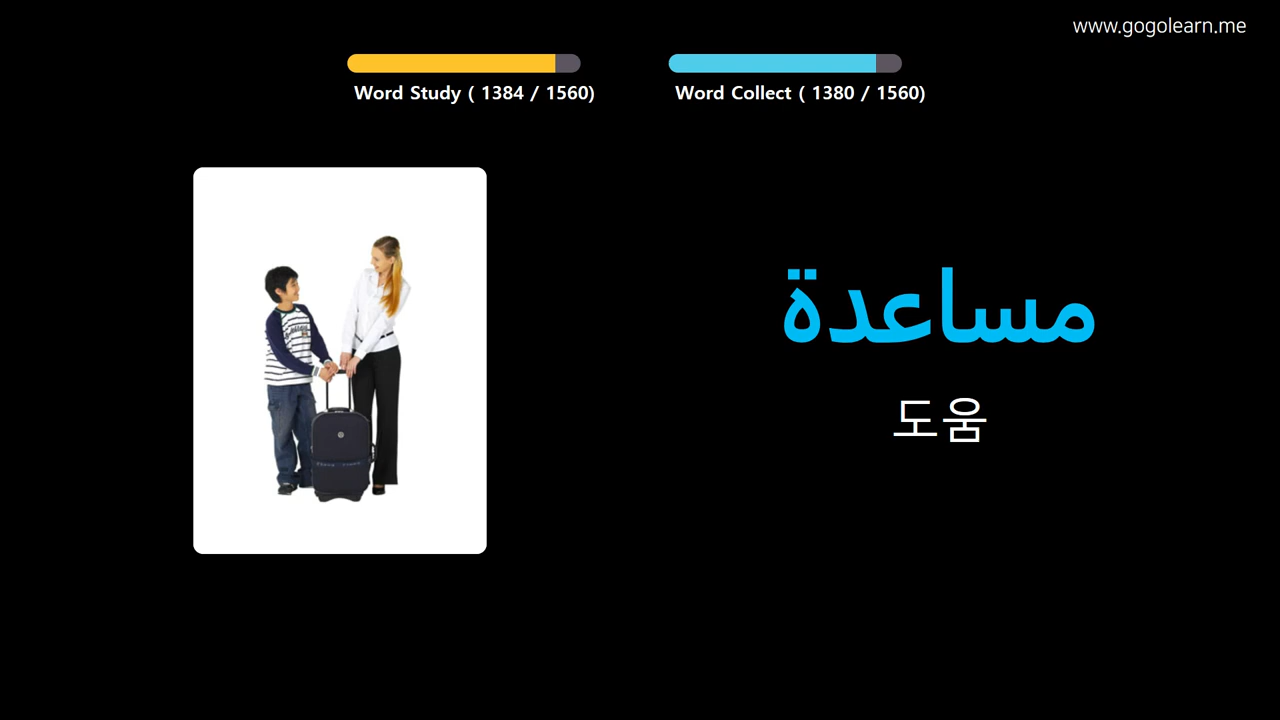 www.gogolearn.me
Word Study ( 1384 / 1560)
Word Collect ( 1380 / 1560)
مساعدة
도움